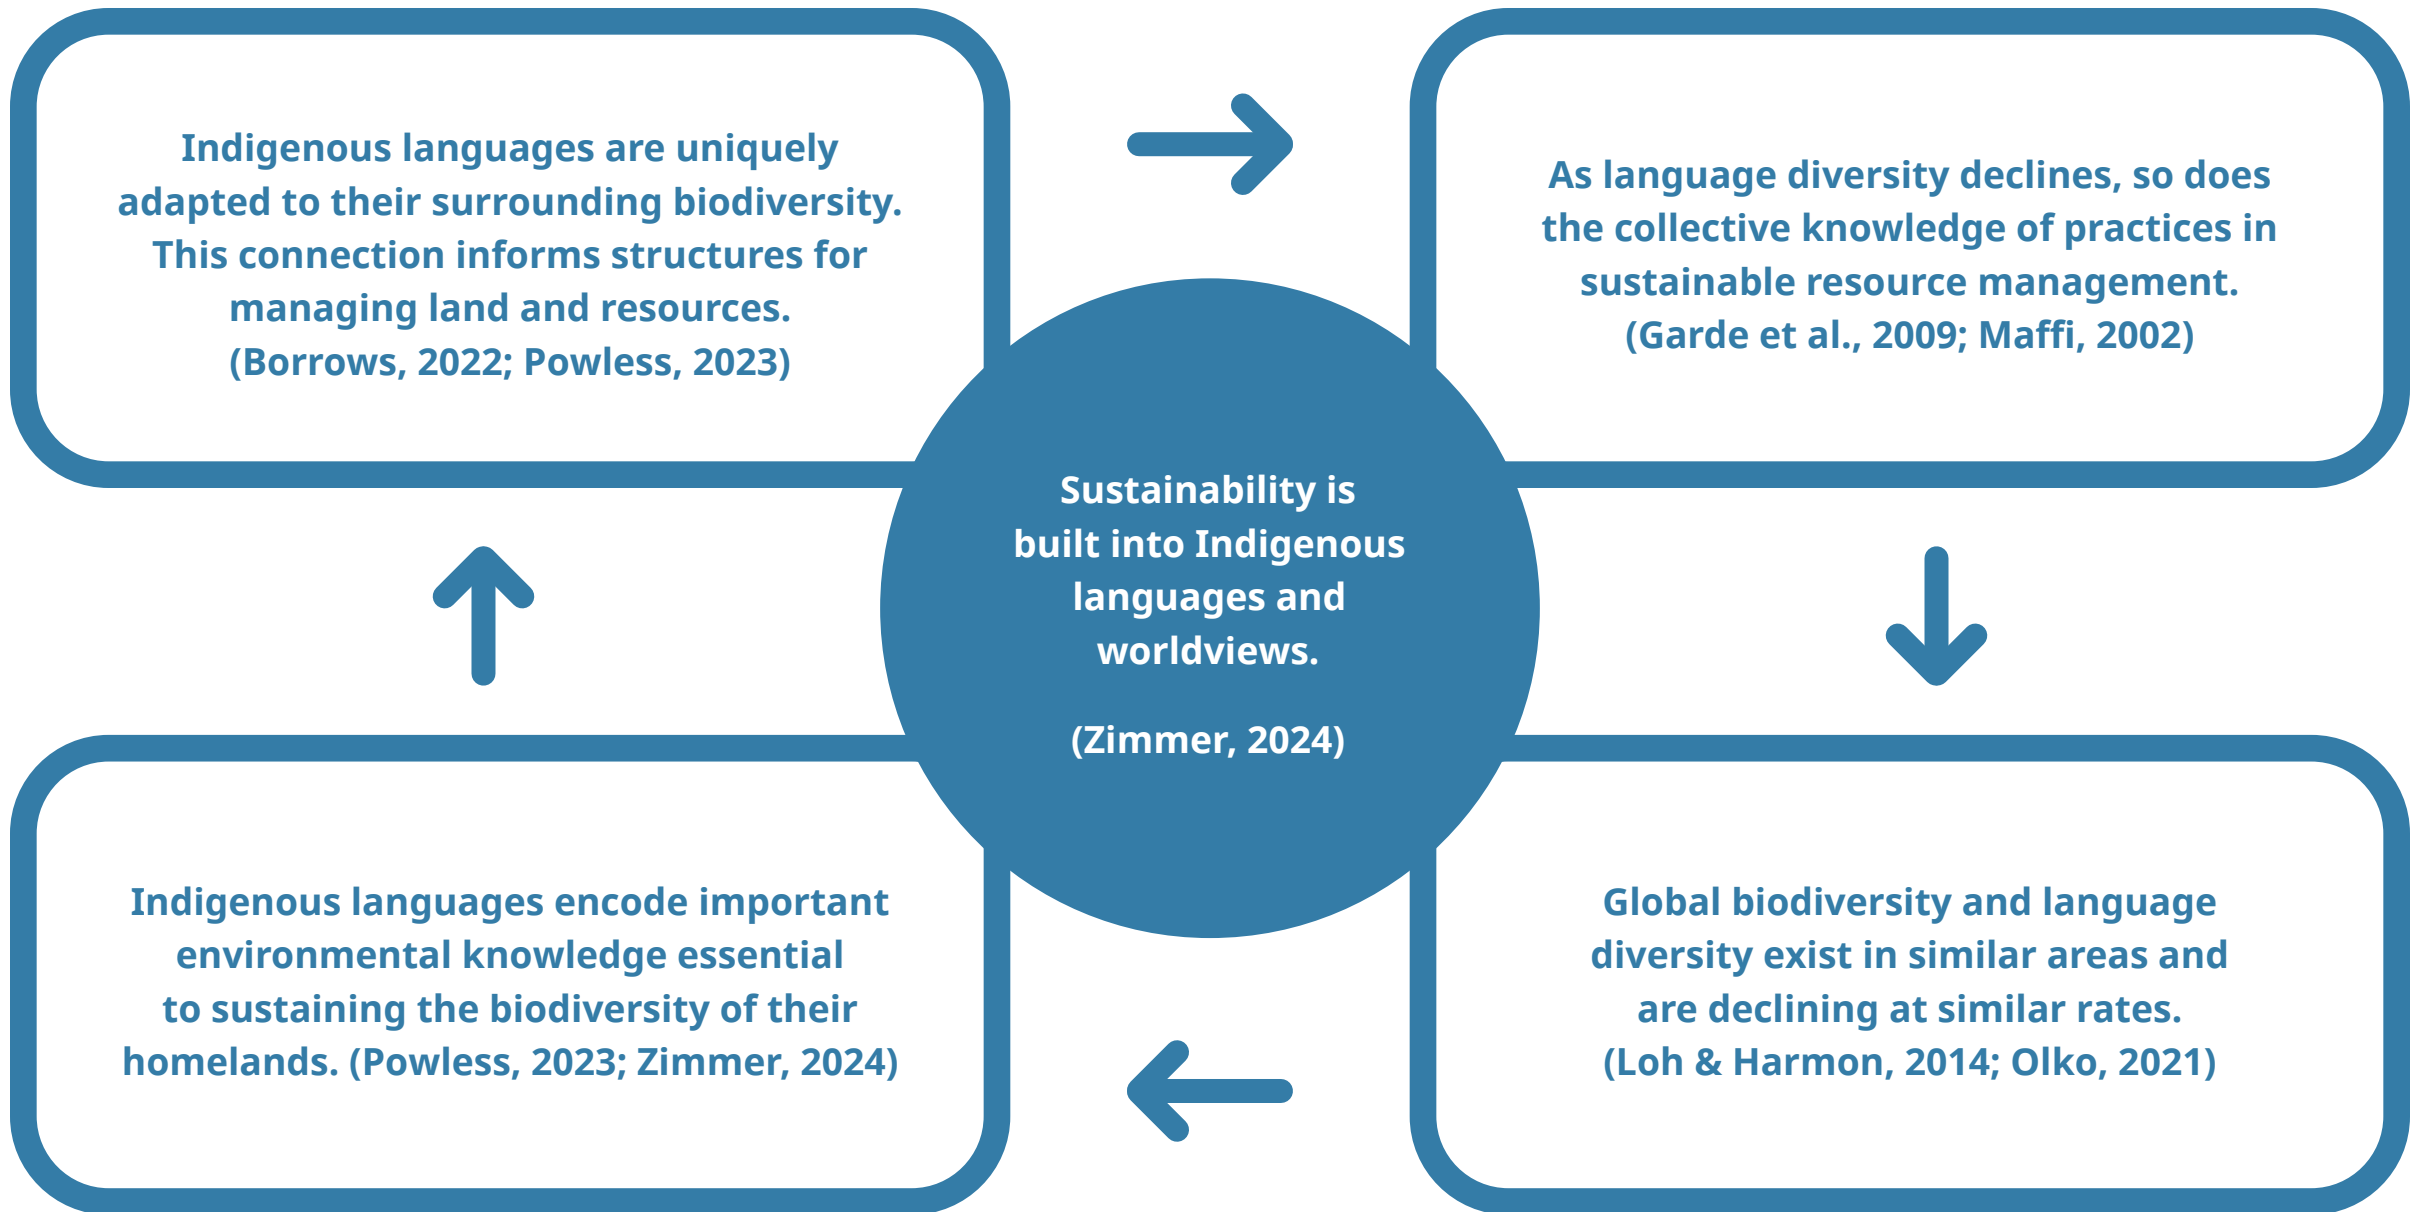 Indigenous languages are uniquely
adapted to their surrounding biodiversity.
This connection informs structures for
managing land and resources.
(Borrows, 2022; Powless, 2023)
As language diversity declines, so does
the collective knowledge of practices in
sustainable resource management.
(Garde et al., 2009; Maffi, 2002)
Sustainability is
built into Indigenous
languages and
worldviews.
(Zimmer, 2024)
Indigenous languages encode important
environmental knowledge essential
to sustaining the biodiversity of their
homelands. (Powless, 2023; Zimmer, 2024)
Global biodiversity and language
diversity exist in similar areas and
are declining at similar rates.
(Loh & Harmon, 2014; Olko, 2021)